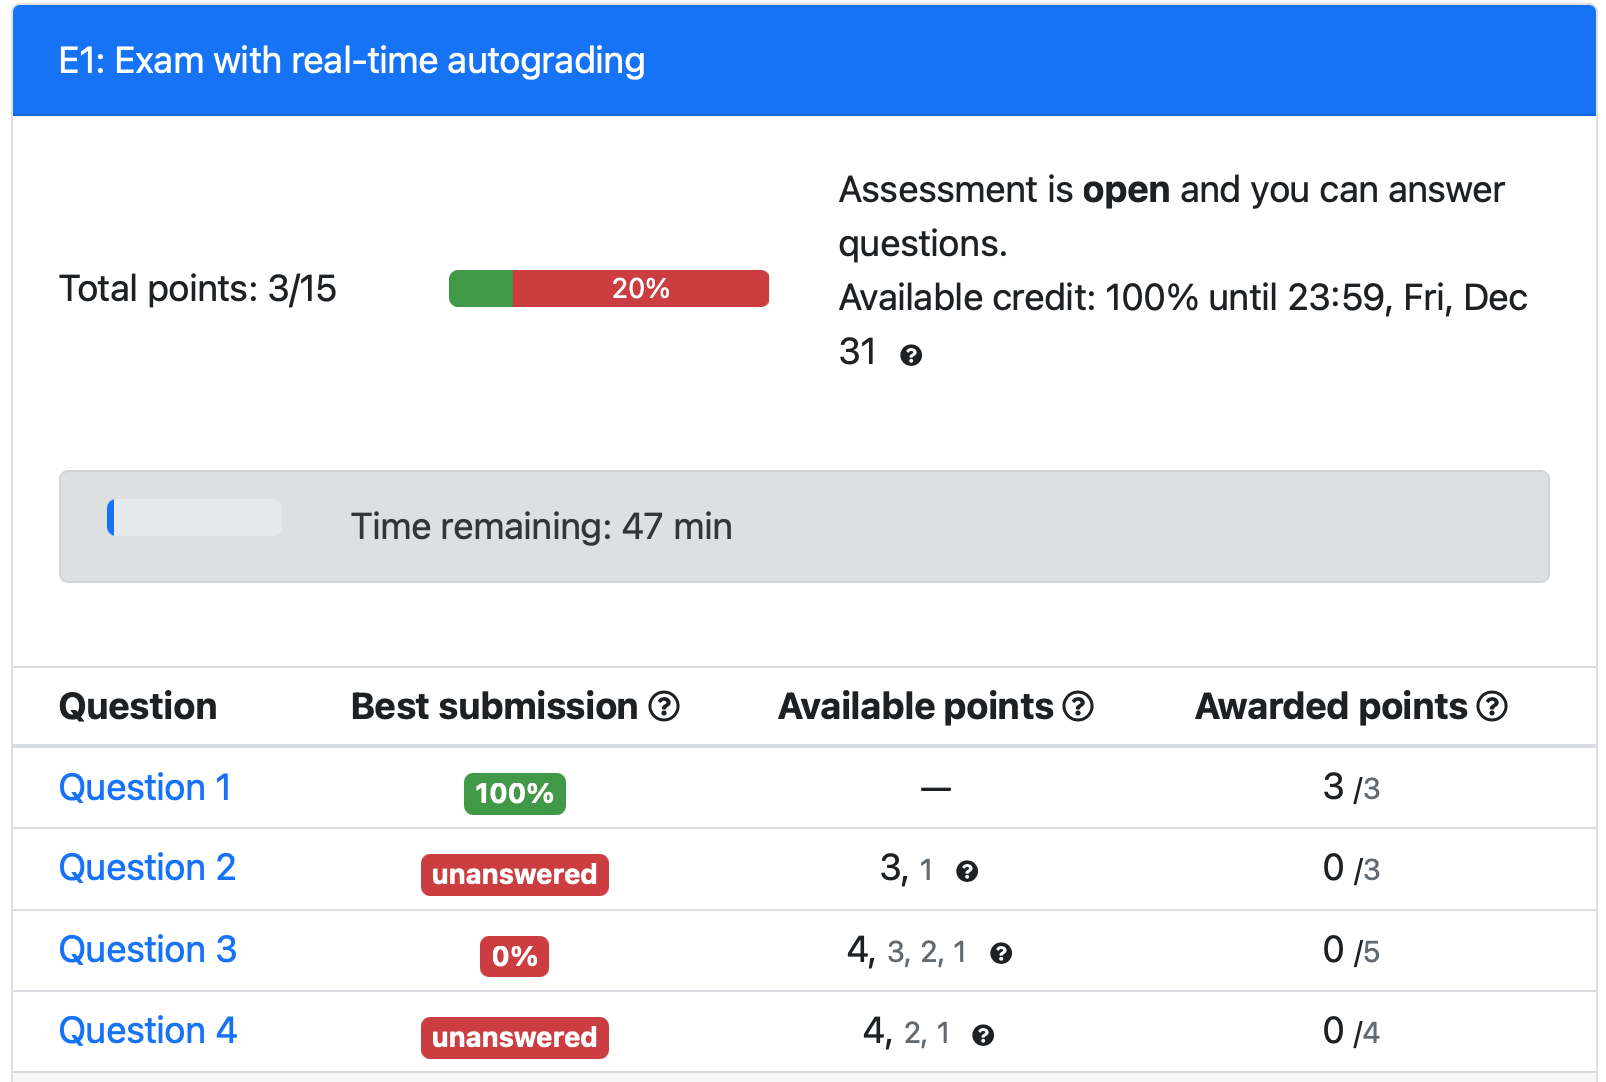 E1: Exam with real-time autograding
Total points: 3/15
20%
Assessment is open and you can answer
questions.
Available credit: 100% until 23:59, Fri, Dec
31 ?
Time remaining: 47 min
Question Best submission ? Available points ? Awarded points ?
Question 1 100% — 3 /3
Question 2 unanswered 3, 1 ? 0 /3
Question 3 0% 4, 3, 2, 1 ? 0 /5
Question 4 unanswered 4, 2, 1 ? 0 /4